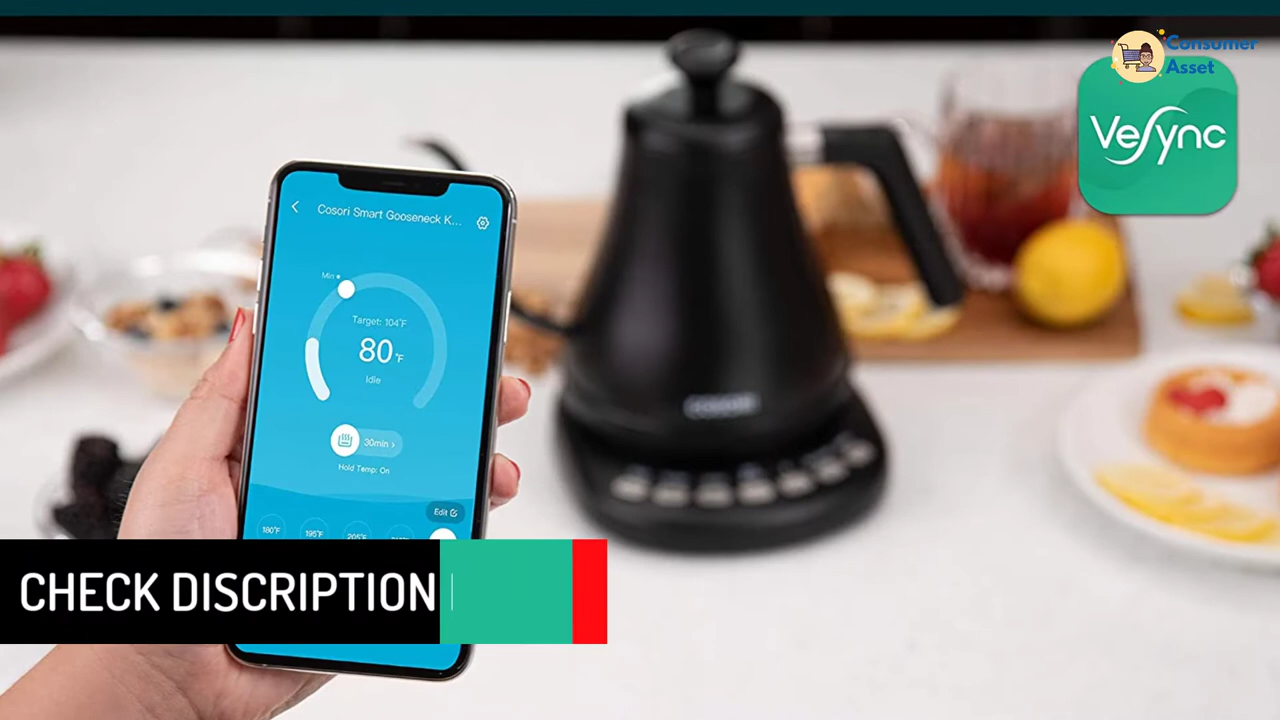 Consumer
Asset
VeSync
Cosori Smart Gooseneck K...
Min
Target: 104°F
80°F
Idle
30min >
Hold Temp: On
Edit
180°F 195°F 205°F
COSORI
CHECK DISCRIPTION